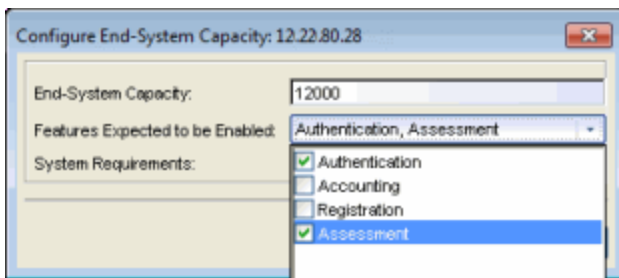 Configure End-System Capacity: 12.22.80.28
End-System Capacity: 12000
Features Expected to be Enabled: Authentication, Assessment
System Requirements:
Authentication
Accounting
Registration
Assessment